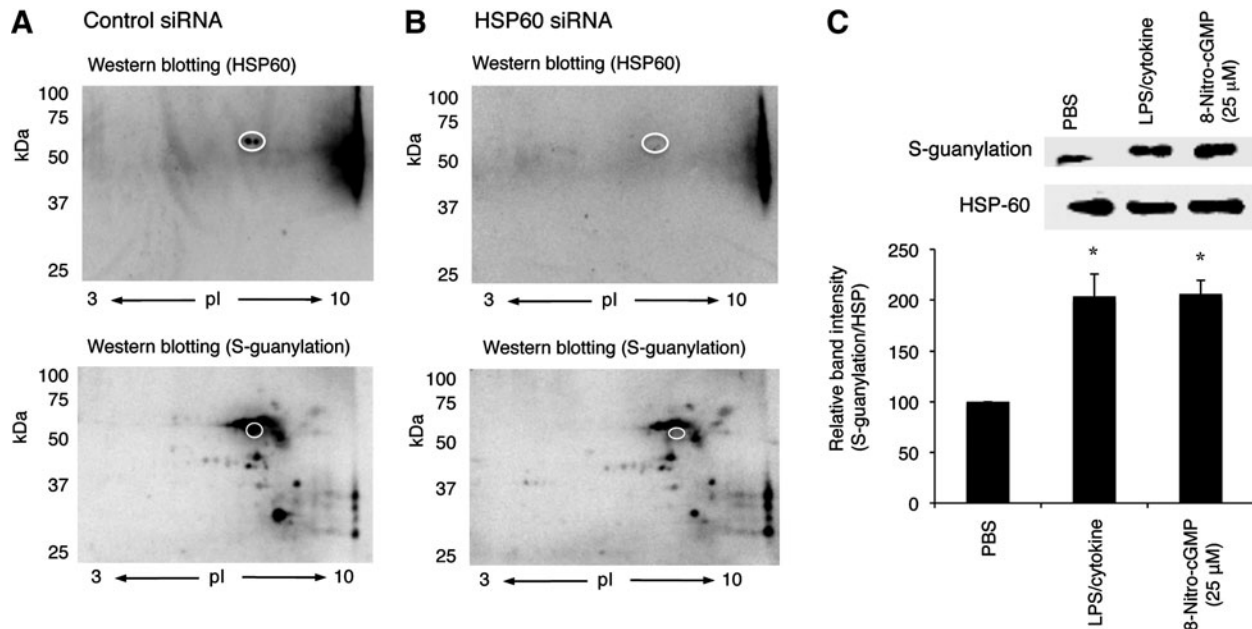 A Control siRNA
Western blotting (HSP60)
kDa
100
75
50
37
25
3 pI 10
Western blotting (S-guanylation)
kDa
100
75
50
37
25
3 pI 10
B HSP60 siRNA
Western blotting (HSP60)
kDa
100
75
50
37
25
3 pI 10
Western blotting (S-guanylation)
kDa
100
75
50
37
25
3 pI 10
C
PBS
LPS/cytokine
8-Nitro-cGMP
(25 μM)
S-guanylation
HSP-60
Relative band intensity
(S-guanylation/HSP)
250
200
150
100
50
0
* *
PBS
LPS/cytokine
8-Nitro-cGMP
(25 μM)